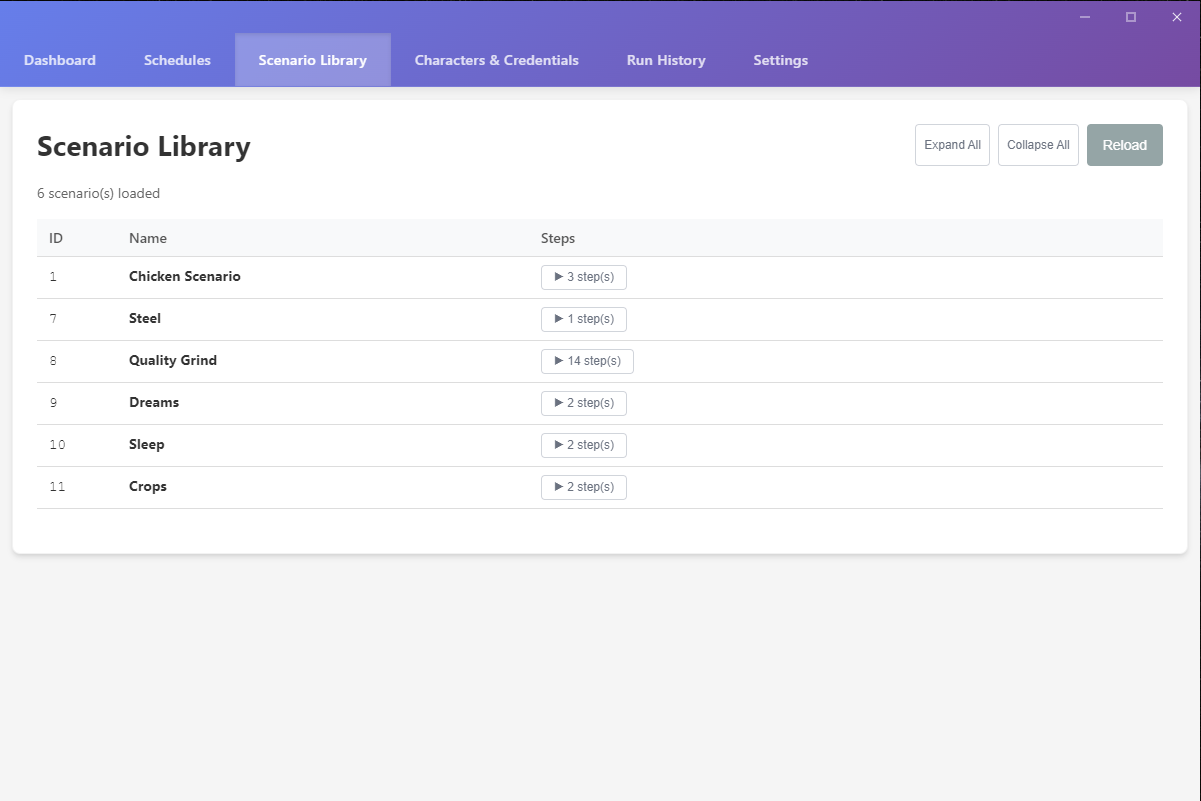 Dashboard Schedules Scenario Library Characters & Credentials Run History Settings
Scenario Library
Expand All Collapse All Reload
6 scenario(s) loaded
ID Name Steps
1 Chicken Scenario ▶ 3 step(s)
7 Steel ▶ 1 step(s)
8 Quality Grind ▶ 14 step(s)
9 Dreams ▶ 2 step(s)
10 Sleep ▶ 2 step(s)
11 Crops ▶ 2 step(s)